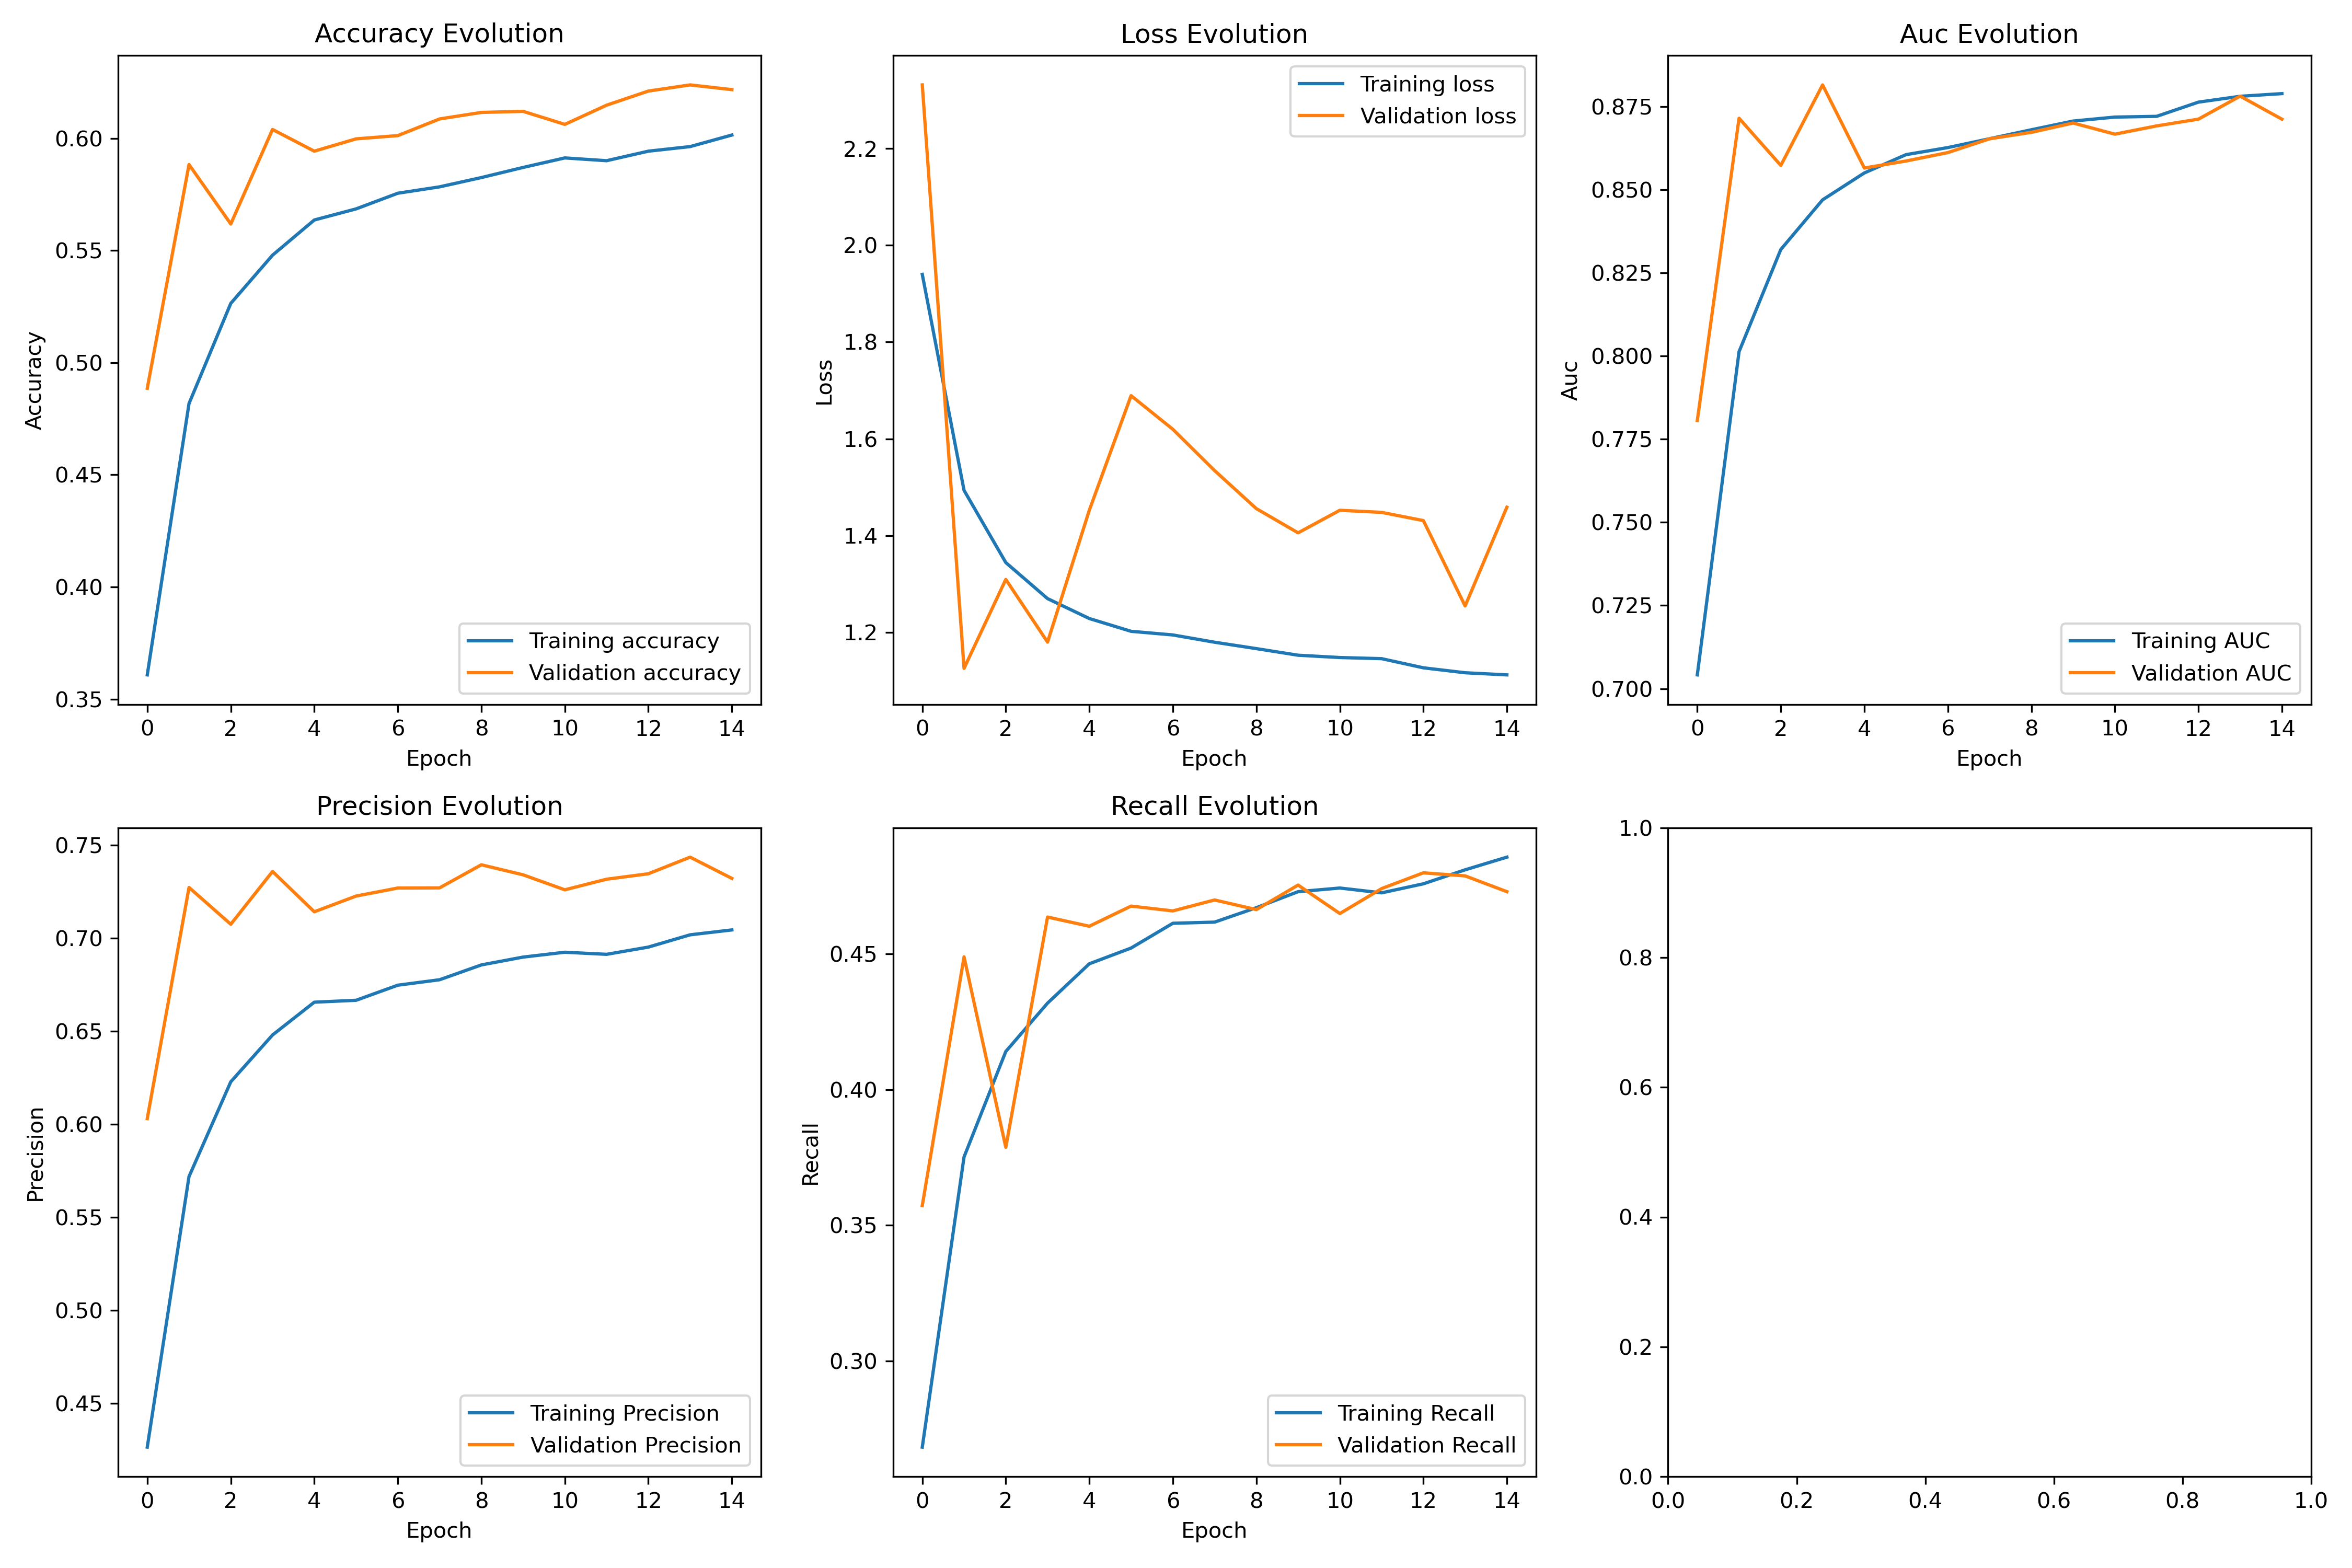 Accuracy Evolution
Accuracy
0.60
0.55
0.50
0.45
0.40
0.35
Training accuracy
Validation accuracy
0 2 4 6 8 10 12 14
Epoch
Loss Evolution
Loss
2.2
2.0
1.8
1.6
1.4
1.2
Training loss
Validation loss
0 2 4 6 8 10 12 14
Epoch
Auc Evolution
Auc
0.875
0.850
0.825
0.800
0.775
0.750
0.725
0.700
Training AUC
Validation AUC
0 2 4 6 8 10 12 14
Epoch
Precision Evolution
Precision
0.75
0.70
0.65
0.60
0.55
0.50
0.45
Training Precision
Validation Precision
0 2 4 6 8 10 12 14
Epoch
Recall Evolution
Recall
0.45
0.40
0.35
0.30
Training Recall
Validation Recall
0 2 4 6 8 10 12 14
Epoch
1.0
0.8
0.6
0.4
0.2
0.0
0.0 0.2 0.4 0.6 0.8 1.0